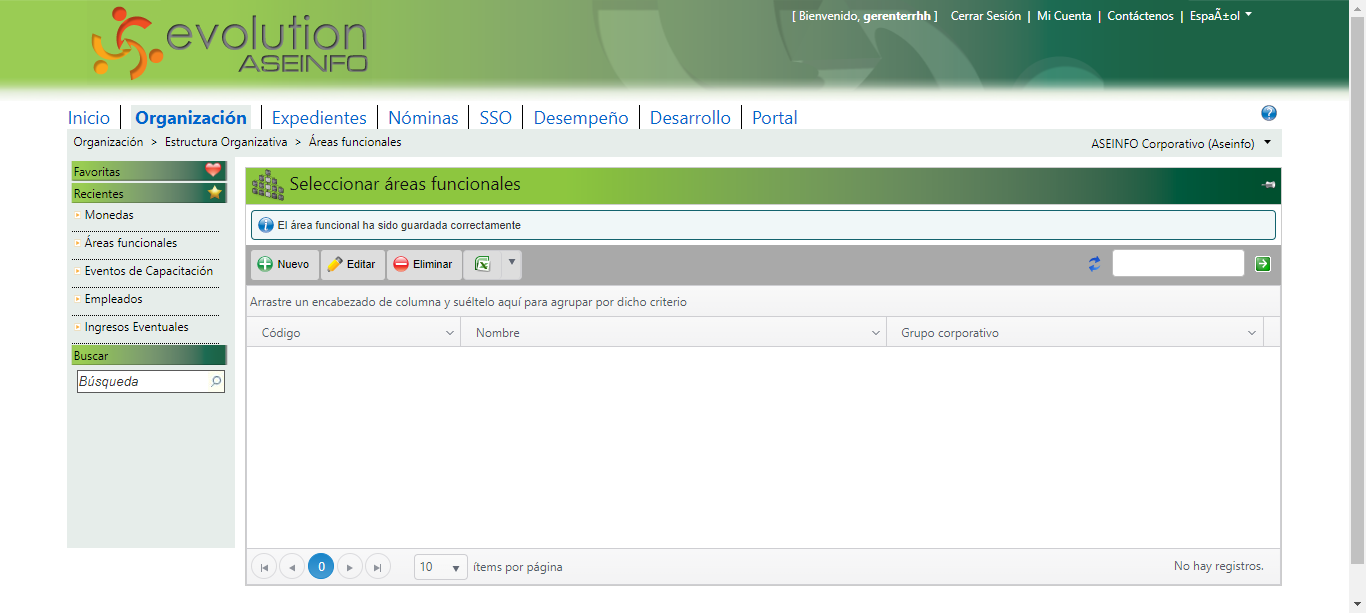 evolution
ASEINFO
[ Bienvenido, gerenterrhh ] Cerrar Sesión | Mi Cuenta | Contáctenos | EspaÃ±ol
Inicio Organización Expedientes Nóminas SSO Desempeño Desarrollo Portal
Organización > Estructura Organizativa > Áreas funcionales
ASEINFO Corporativo (Aseinfo)
Favoritas
Recientes
Monedas
Áreas funcionales
Eventos de Capacitación
Empleados
Ingresos Eventuales
Buscar
Búsqueda
Seleccionar áreas funcionales
El área funcional ha sido guardada correctamente
Nuevo Editar Eliminar
Arrastre un encabezado de columna y suéltelo aquí para agrupar por dicho criterio
Código Nombre Grupo corporativo
0 10 ítems por página No hay registros.